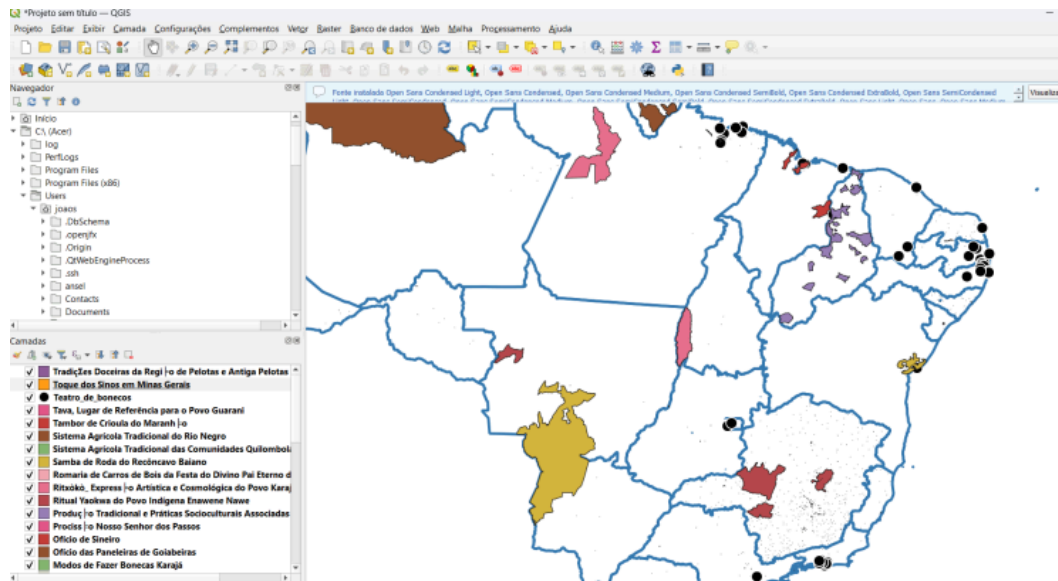 *Projeto sem título — QGIS
Projeto Editar Exibir Camada Configurações Complementos Vetor Raster Banco de dados Web Malha Processamento Ajuda
Navegador
Fonte instalada Open Sans Condensed Light, Open Sans Condensed, Open Sans Condensed Medium, Open Sans Condensed SemiBold, Open Sans Condensed ExtraBold, Open Sans SemiCondensed
Visualiza
Início
C:\ (Acer)
log
PerfLogs
Program Files
Program Files (x86)
Users
joaos
.DbSchema
.openjfx
.Origin
.QtWebEngineProcess
.ssh
ansel
Contacts
Documents
Camadas
TradiçÏes Doceiras da Regi├o de Pelotas e Antiga Pelotas
Toque dos Sinos em Minas Gerais
Teatro_de_bonecos
Tava, Lugar de Referência para o Povo Guarani
Tambor de Crioula do Maranh├o
Sistema Agrícola Tradicional do Rio Negro
Sistema Agrícola Tradicional das Comunidades Quilombola
Samba de Roda do Recôncavo Baiano
Romaria de Carros de Bois da Festa do Divino Pai Eterno d
Ritxòkò_ Express├o Artística e Cosmológica do Povo Karaj
Ritual Yaokwa do Povo Indígena Enawene Nawe
Produç├o Tradicional e Práticas Socioculturais Associadas
Prociss├o Nosso Senhor dos Passos
Ofício de Sineiro
Ofício das Paneleiras de Goiabeiras
Modos de Fazer Bonecas Karajá